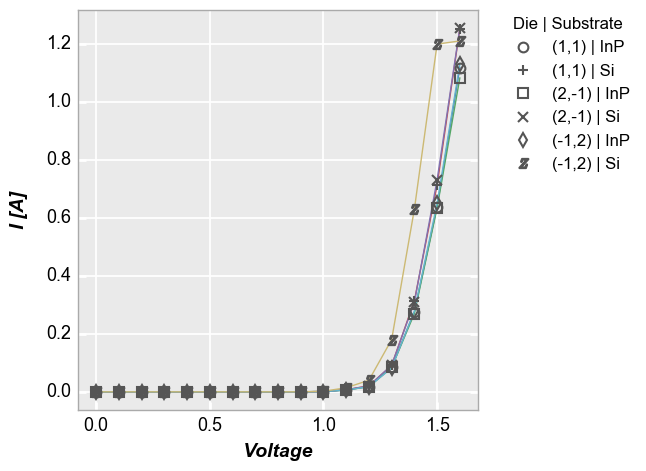 Die | Substrate
(1,1) | InP
(1,1) | Si
(2,-1) | InP
(2,-1) | Si
(-1,2) | InP
(-1,2) | Si
1.2
1.0
0.8
0.6
0.4
0.2
0.0
I [A]
0.0 0.5 1.0 1.5
Voltage